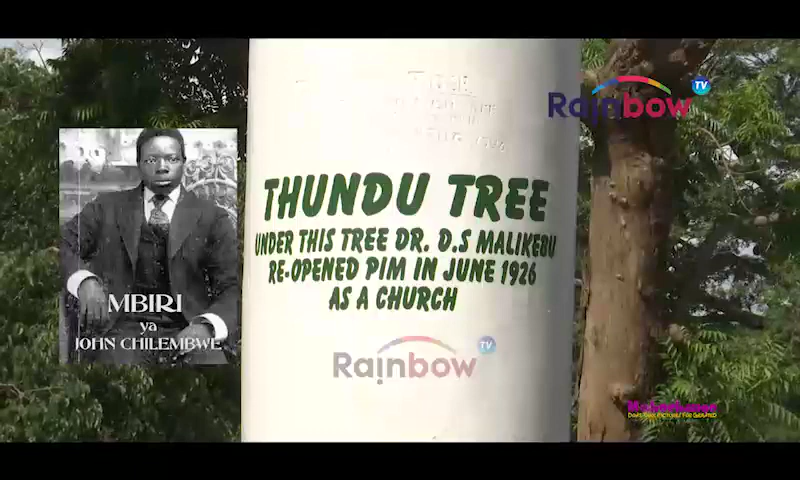 Rainbow TV
TREE
THUNDU TREE
UNDER THIS TREE DR. D.S MALIKEBU
RE-OPENED PIM IN JUNE 1926
AS A CHURCH
MBIRI
ya
JOHN CHILEMBWE
Rainbow TV